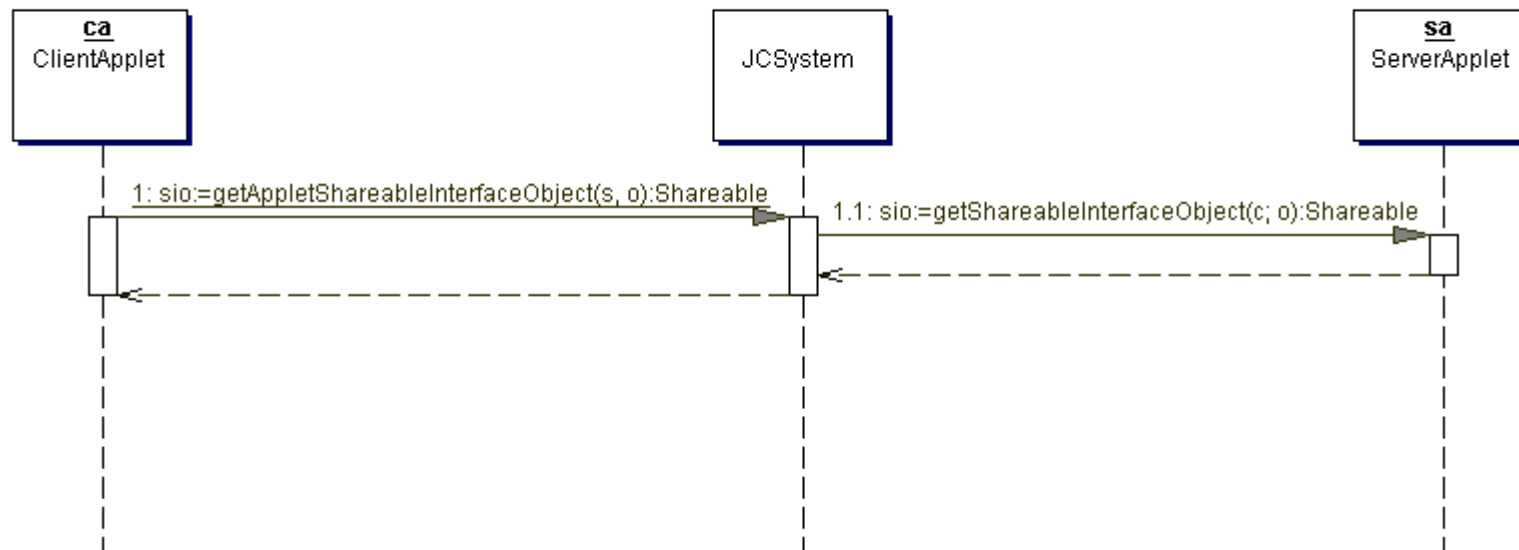 ca
ClientApplet
JCSystem
sa
ServerApplet
1: sio:=getAppletShareableInterfaceObject(s, o):Shareable
1.1: sio:=getShareableInterfaceObject(c; o):Shareable